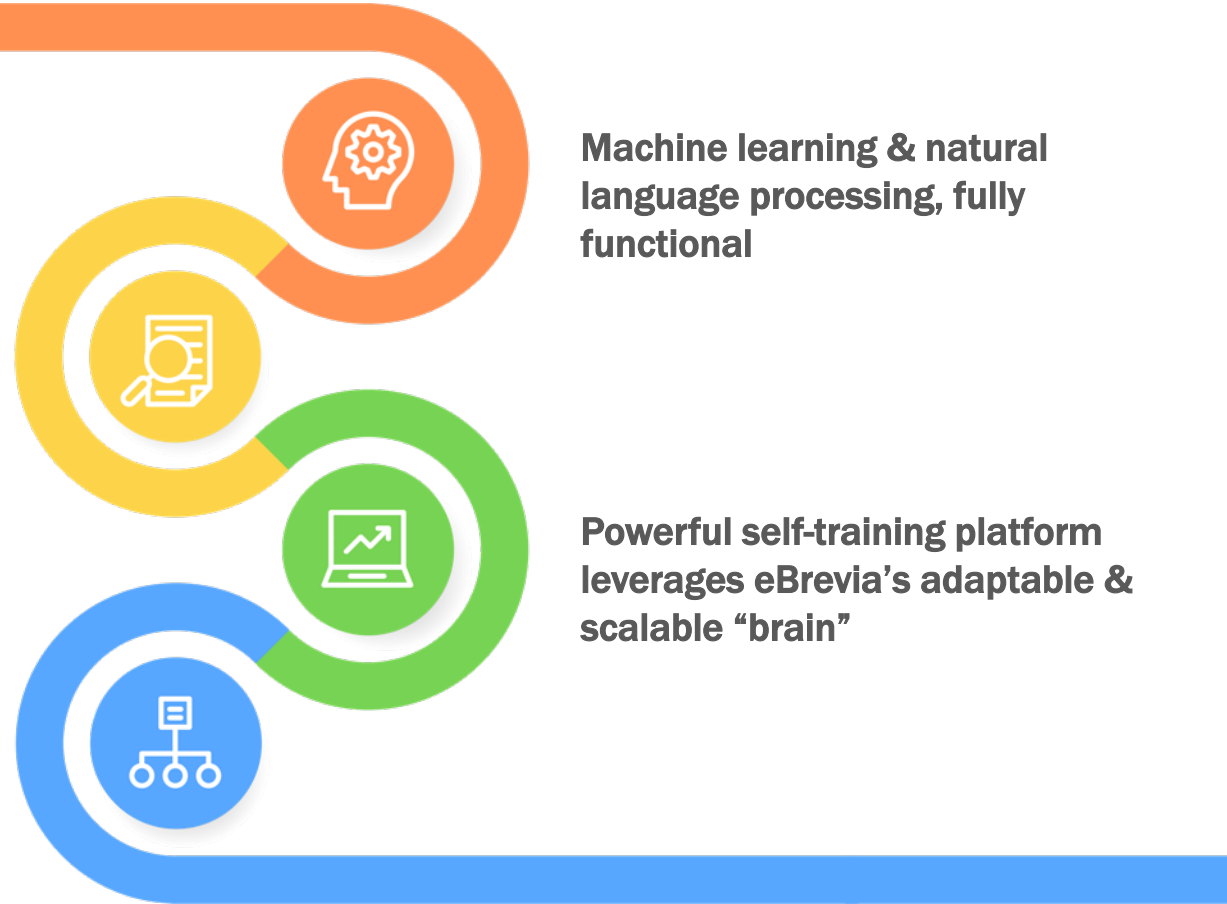 Machine learning & natural
language processing, fully
functional
Powerful self-training platform
leverages eBrevia’s adaptable &
scalable “brain”